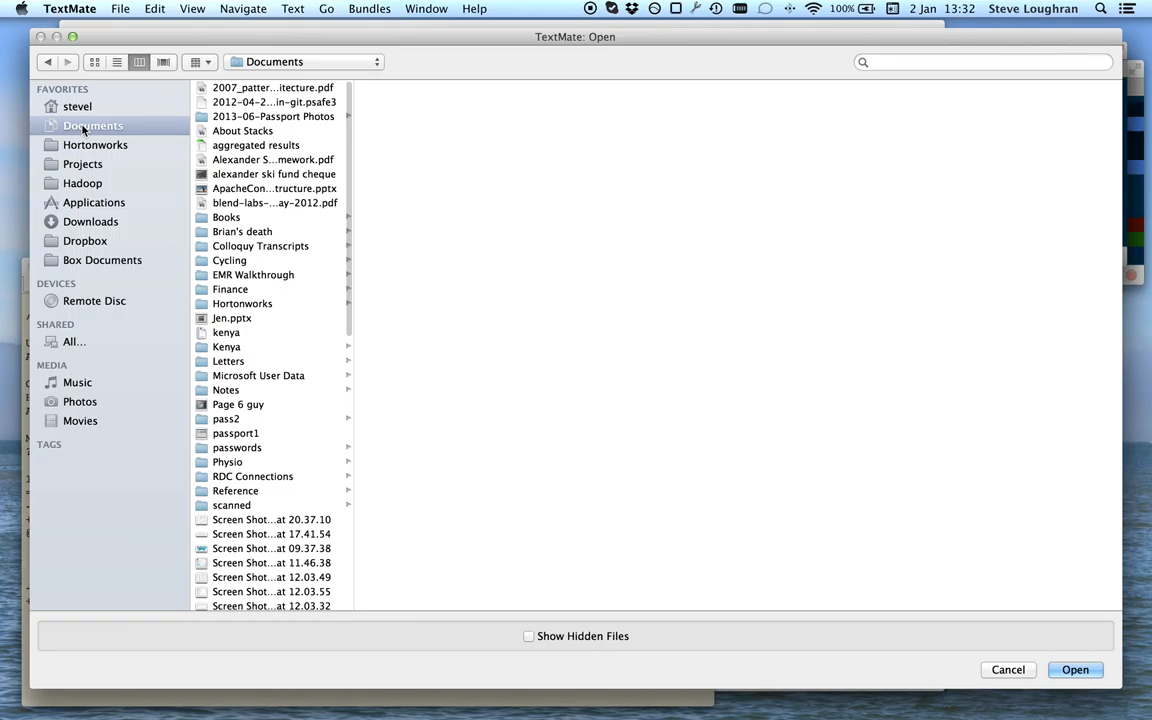 TextMate File Edit View Navigate Text Go Bundles Window Help 100% 2 Jan 13:32 Steve Loughran
TextMate: Open
Documents
FAVORITES
stevel
Documents
Hortonworks
Projects
Hadoop
Applications
Downloads
Dropbox
Box Documents
DEVICES
Remote Disc
SHARED
All...
MEDIA
Music
Photos
Movies
TAGS
2007_patter...itecture.pdf
2012-04-2...in-git.psafe3
2013-06-Passport Photos
About Stacks
aggregated results
Alexander S...mework.pdf
alexander ski fund cheque
ApacheCon...tructure.pptx
blend-labs-...ay-2012.pdf
Books
Brian's death
Colloquy Transcripts
Cycling
EMR Walkthrough
Finance
Hortonworks
Jen.pptx
kenya
Kenya
Letters
Microsoft User Data
Notes
Page 6 guy
pass2
passport1
passwords
Physio
RDC Connections
Reference
scanned
Screen Shot...at 20.37.10
Screen Shot...at 17.41.54
Screen Shot...at 09.37.38
Screen Shot...at 11.46.38
Screen Shot...at 12.03.49
Screen Shot...at 12.03.55
Screen Shot...at 12.03.32
Show Hidden Files
Cancel Open